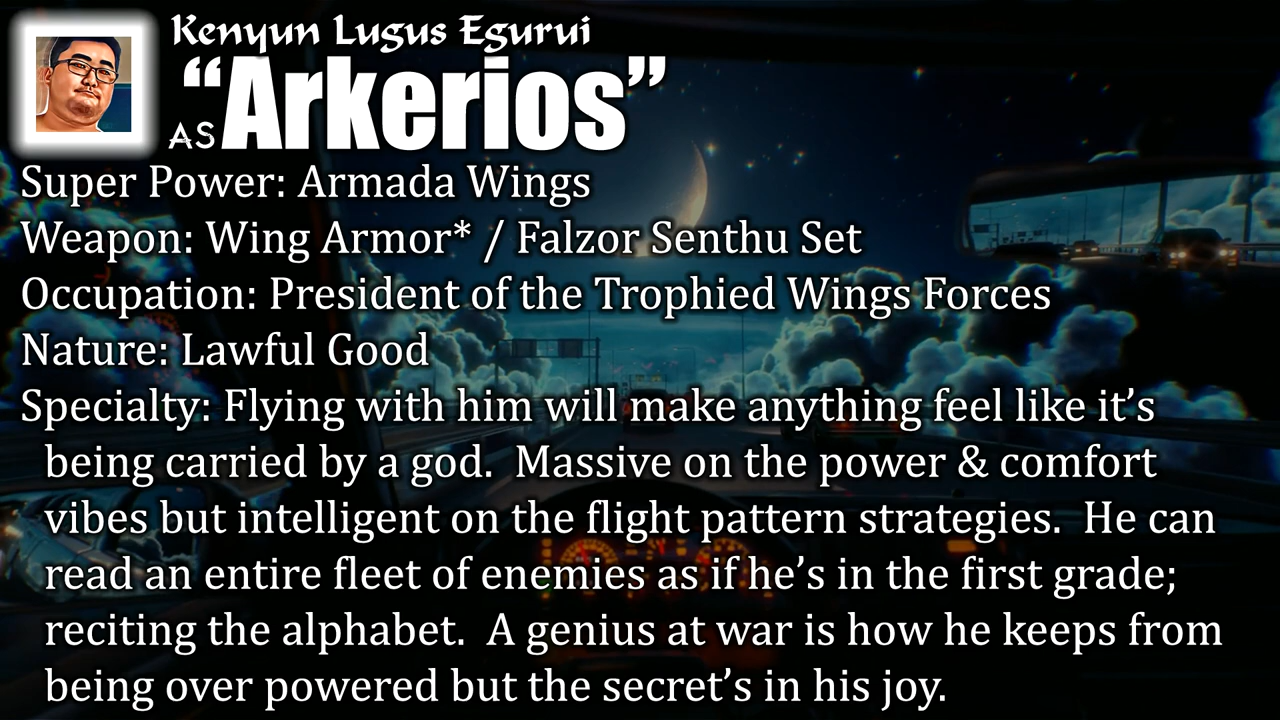 Kenyun Lugus Egurui
AS “Arkerios”
Super Power: Armada Wings
Weapon: Wing Armor* / Falzor Senthu Set
Occupation: President of the Trophied Wings Forces
Nature: Lawful Good
Specialty: Flying with him will make anything feel like it’s
being carried by a god.  Massive on the power & comfort
vibes but intelligent on the flight pattern strategies.  He can
read an entire fleet of enemies as if he’s in the first grade;
reciting the alphabet.  A genius at war is how he keeps from
being over powered but the secret’s in his joy.